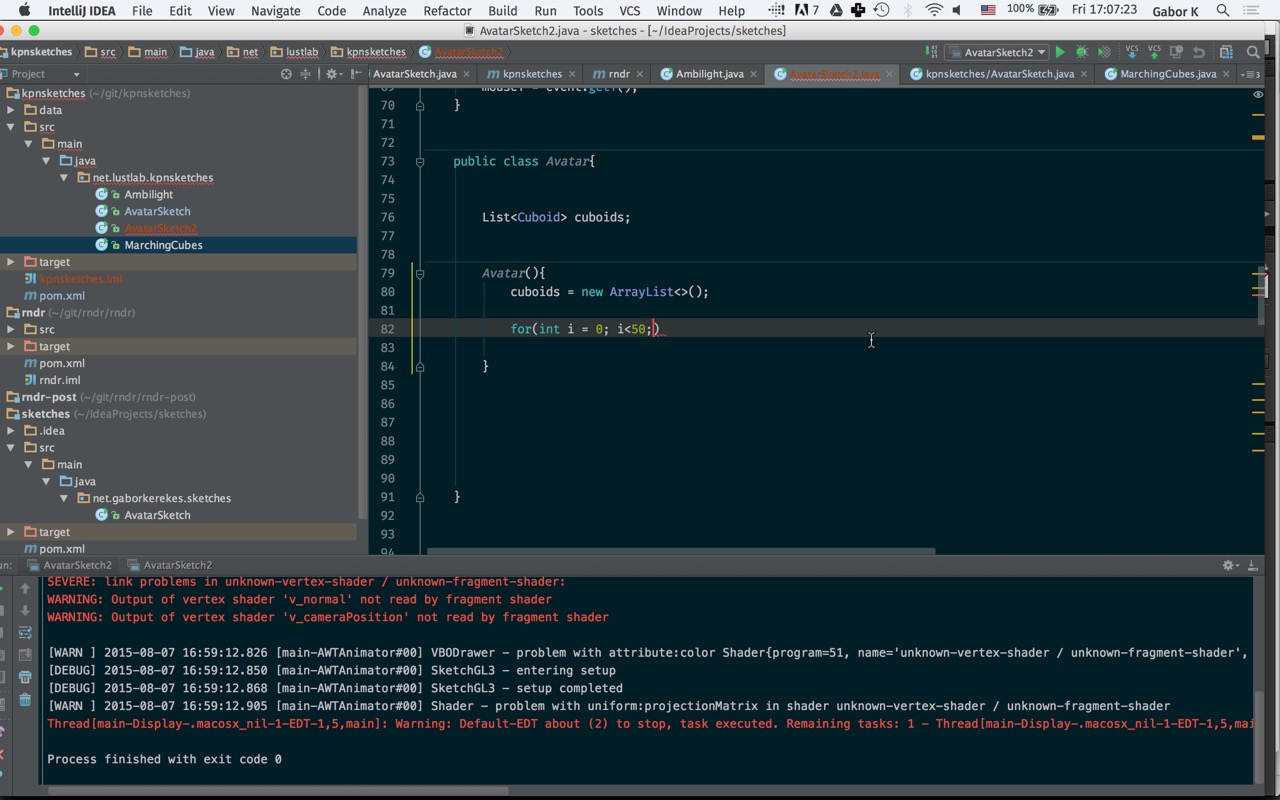 IntelliJ IDEA File Edit View Navigate Code Analyze Refactor Build Run Tools VCS Window Help 7 100% Fri 17:07:23 Gabor K
AvatarSketch2.java - sketches - [~/IdeaProjects/sketches]
kpnsketches src main java net lustlab kpnsketches AvatarSketch2 AvatarSketch2 VCS VCS
Project
AvatarSketch.java kpnsketches rndr Ambilight.java AvatarSketch2.java kpnsketches/AvatarSketch.java MarchingCubes.java 3
kpnsketches (~/git/kpnsketches)
data
src
main
java
net.lustlab.kpnsketches
Ambilight
AvatarSketch
AvatarSketch2
MarchingCubes
target
kpnsketches.iml
pom.xml
rndr (~/git/rndr/rndr)
src
target
pom.xml
rndr.iml
rndr-post (~/git/rndr/rndr-post)
sketches (~/IdeaProjects/sketches)
.idea
src
main
java
net.gaborkerekes.sketches
AvatarSketch
target
pom.xml
70 }
71
72
73 public class Avatar{
74
75
76 List<Cuboid> cuboids;
77
78
79 Avatar(){
80 cuboids = new ArrayList<>();
81
82 for(int i = 0; i<50;)
83
84 }
85
86
87
88
89
90
91 }
92
93
94
un: AvatarSketch2 AvatarSketch2
SEVERE: link problems in unknown-vertex-shader / unknown-fragment-shader:
WARNING: Output of vertex shader 'v_normal' not read by fragment shader
WARNING: Output of vertex shader 'v_cameraPosition' not read by fragment shader
[WARN ] 2015-08-07 16:59:12.826 [main-AWTAnimator#00] VBODrawer - problem with attribute:color Shader{program=51, name='unknown-vertex-shader / unknown-fragment-shader',
[DEBUG] 2015-08-07 16:59:12.850 [main-AWTAnimator#00] SketchGL3 - entering setup
[DEBUG] 2015-08-07 16:59:12.868 [main-AWTAnimator#00] SketchGL3 - setup completed
[WARN ] 2015-08-07 16:59:12.905 [main-AWTAnimator#00] Shader - problem with uniform:projectionMatrix in shader unknown-vertex-shader / unknown-fragment-shader
Thread[main-Display-.macosx_nil-1-EDT-1,5,main]: Warning: Default-EDT about (2) to stop, task executed. Remaining tasks: 1 - Thread[main-Display-.macosx_nil-1-EDT-1,5,mai
Process finished with exit code 0